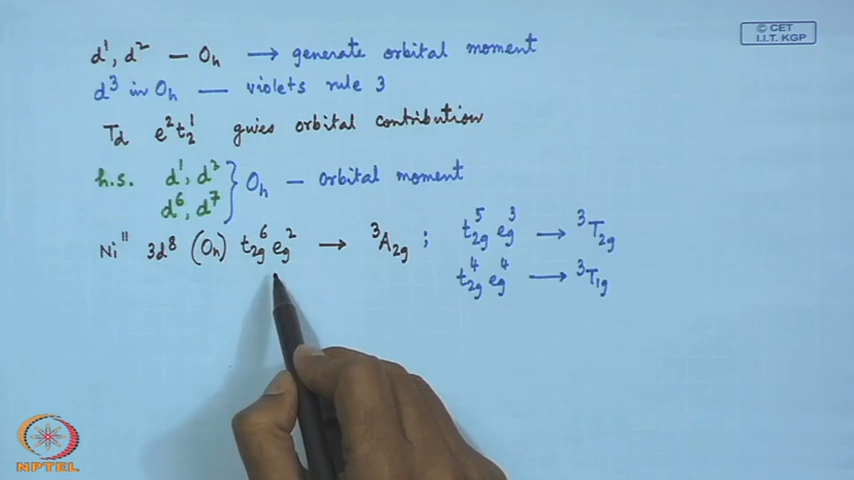 © CET
I.I.T. KGP
d¹, d² — Oₕ ⟶ generate orbital moment
d³ in Oₕ — violets rule 3
T_d e² t₂¹ gives orbital contribution
h.s. d¹, d²
d⁶, d⁷ } Oₕ — orbital moment
Ni^II 3d⁸ (Oₕ) t₂g⁶ e_g² ⟶ ³A₂g ; t₂g⁵ e_g³ ⟶ ³T₂g
t₂g⁴ e_g⁴ ⟶ ³T₁g
NPTEL